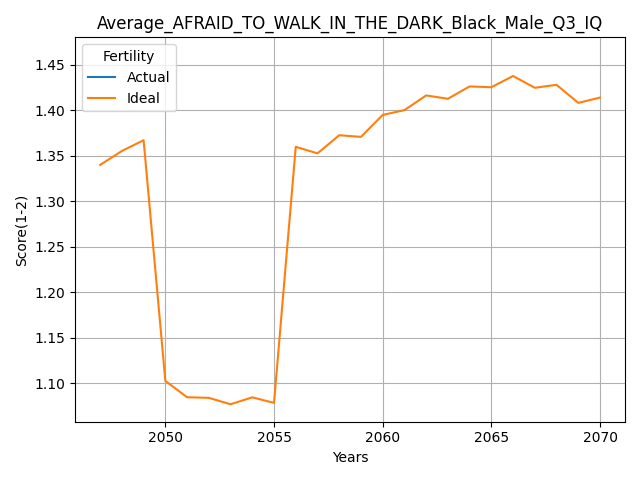 Average_AFRAID_TO_WALK_IN_THE_DARK_Black_Male_Q3_IQ
Fertility
Actual
Ideal
Score(1-2)
1.45
1.40
1.35
1.30
1.25
1.20
1.15
1.10
2050 2055 2060 2065 2070
Years